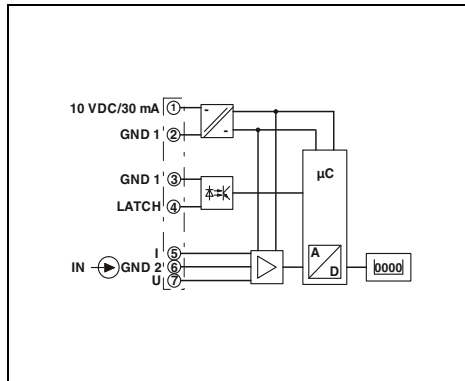 10 VDC/30 mA 1
GND 1 2
GND 1 3
LATCH 4
I 5
IN GND 2 6
U 7
µC
A
D
0000